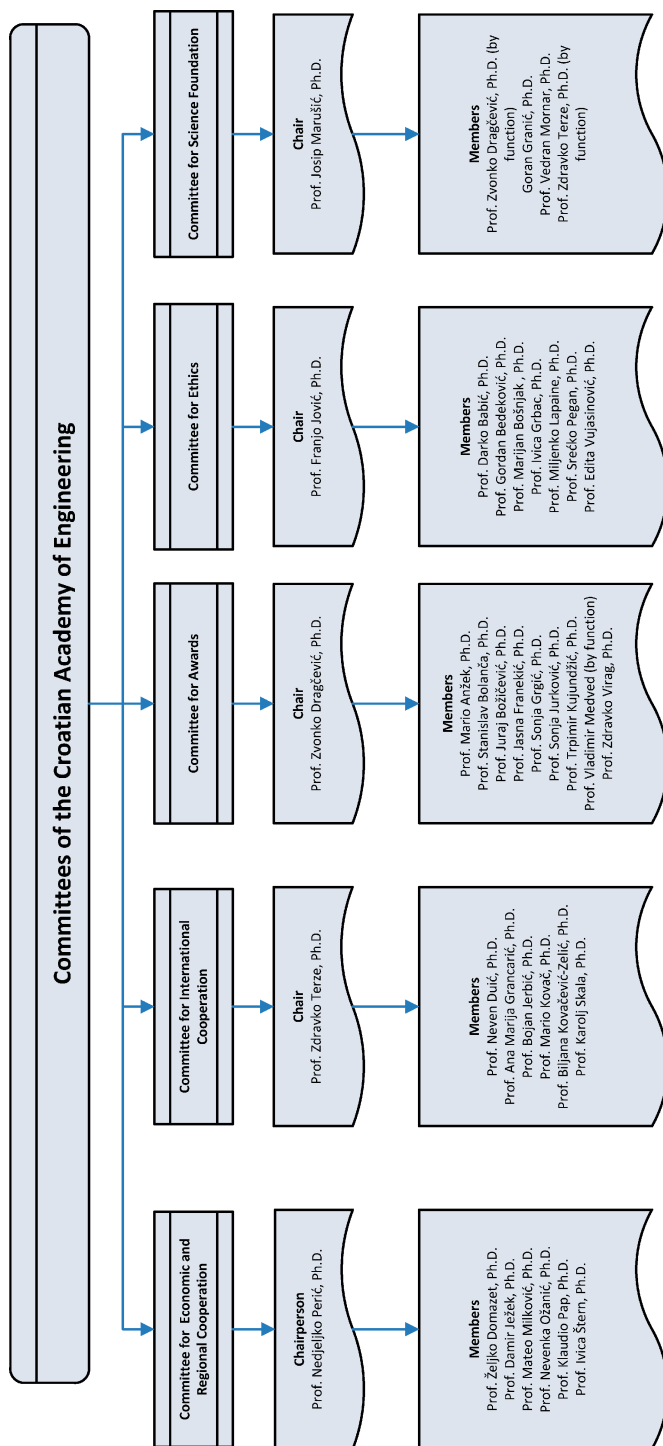 Committees of the Croatian Academy of Engineering
Committee for Economic and
Regional Cooperation
Chairperson
Prof. Nedjeljko Perić, Ph.D.
Members
Prof. Željko Domazet, Ph.D.
Prof. Damir Ježek, Ph.D.
Prof. Mateo Milković, Ph.D.
Prof. Nevenka Ožanić, Ph.D.
Prof. Klaudio Pap, Ph.D.
Prof. Ivica Štern, Ph.D.
Committee for International
Cooperation
Chair
Prof. Zdravko Terze, Ph.D.
Members
Prof. Neven Duić, Ph.D.
Prof. Ana Marija Grancarić, Ph.D.
Prof. Bojan Jerbić, Ph.D.
Prof. Mario Kovač, Ph.D.
Prof. Biljana Kovačević-Zelić, Ph.D.
Prof. Karolj Skala, Ph.D.
Committee for Awards
Chair
Prof. Zvonko Dragčević, Ph.D.
Members
Prof. Mario Anžek, Ph.D.
Prof. Stanislav Bolanča, Ph.D.
Prof. Juraj Božičević, Ph.D.
Prof. Jasna Franekić, Ph.D.
Prof. Sonja Grgić, Ph.D.
Prof. Sonja Jurković, Ph.D.
Prof. Trpimir Kujundžić, Ph.D.
Prof. Vladimir Medved (by function)
Prof. Zdravko Virag, Ph.D.
Committee for Ethics
Chair
Prof. Franjo Jović, Ph.D.
Members
Prof. Darko Babić, Ph.D.
Prof. Gordan Bedeković, Ph.D.
Prof. Marijan Bošnjak , Ph.D.
Prof. Ivica Grbac, Ph.D.
Prof. Miljenko Lapaine, Ph.D.
Prof. Srećko Pegan, Ph.D.
Prof. Edita Vujasinović, Ph.D.
Committee for Science Foundation
Chair
Prof. Josip Marušić, Ph.D.
Members
Prof. Zvonko Dragčević, Ph.D. (by
function)
Goran Granić, Ph.D.
Prof. Vedran Mornar, Ph.D.
Prof. Zdravko Terze, Ph.D. (by
function)